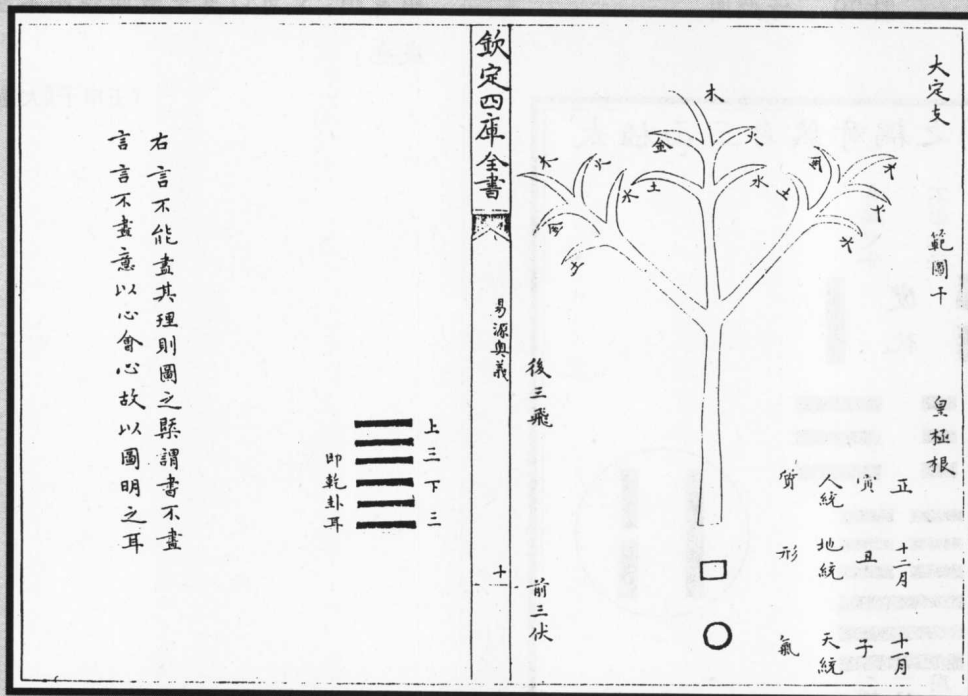 大定支 範圍干 皇極根
正 十二月 十一月
寅 丑 子
人統 地統 天統
質 形 氣
木
火
金
水
土
後三飛 前三伏
欽定四庫全書
易源奧義
十
上三下三
即乾卦耳
右言不能盡其理則圖之槩謂書不盡
言言不盡意以心會心故以圖明之耳